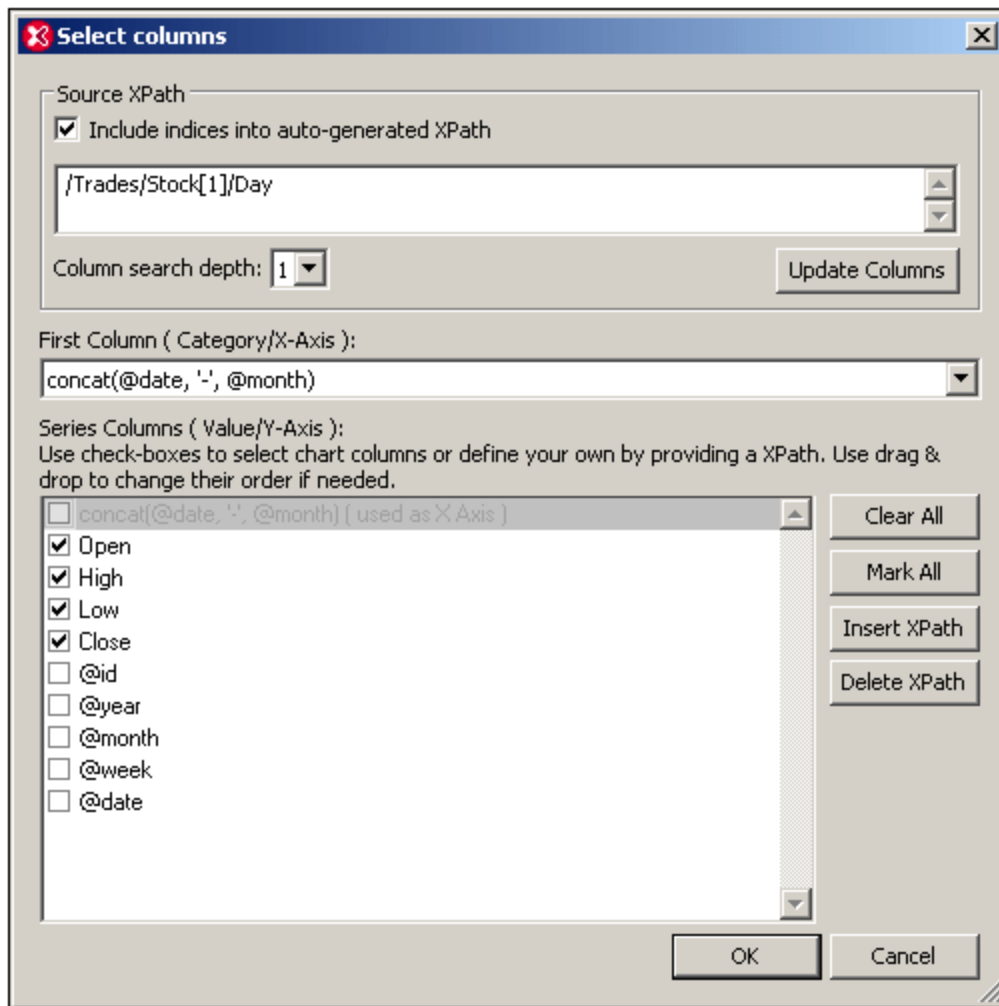 Select columns
Source XPath
Include indices into auto-generated XPath
/Trades/Stock[1]/Day
Column search depth: 1
Update Columns
First Column ( Category/X-Axis ):
concat(@date, '-', @month)
Series Columns ( Value/Y-Axis ):
Use check-boxes to select chart columns or define your own by providing a XPath. Use drag &
drop to change their order if needed.
concat(@date, '-', @month) ( used as X Axis )
Open
High
Low
Close
@id
@year
@month
@week
@date
Clear All
Mark All
Insert XPath
Delete XPath
OK
Cancel